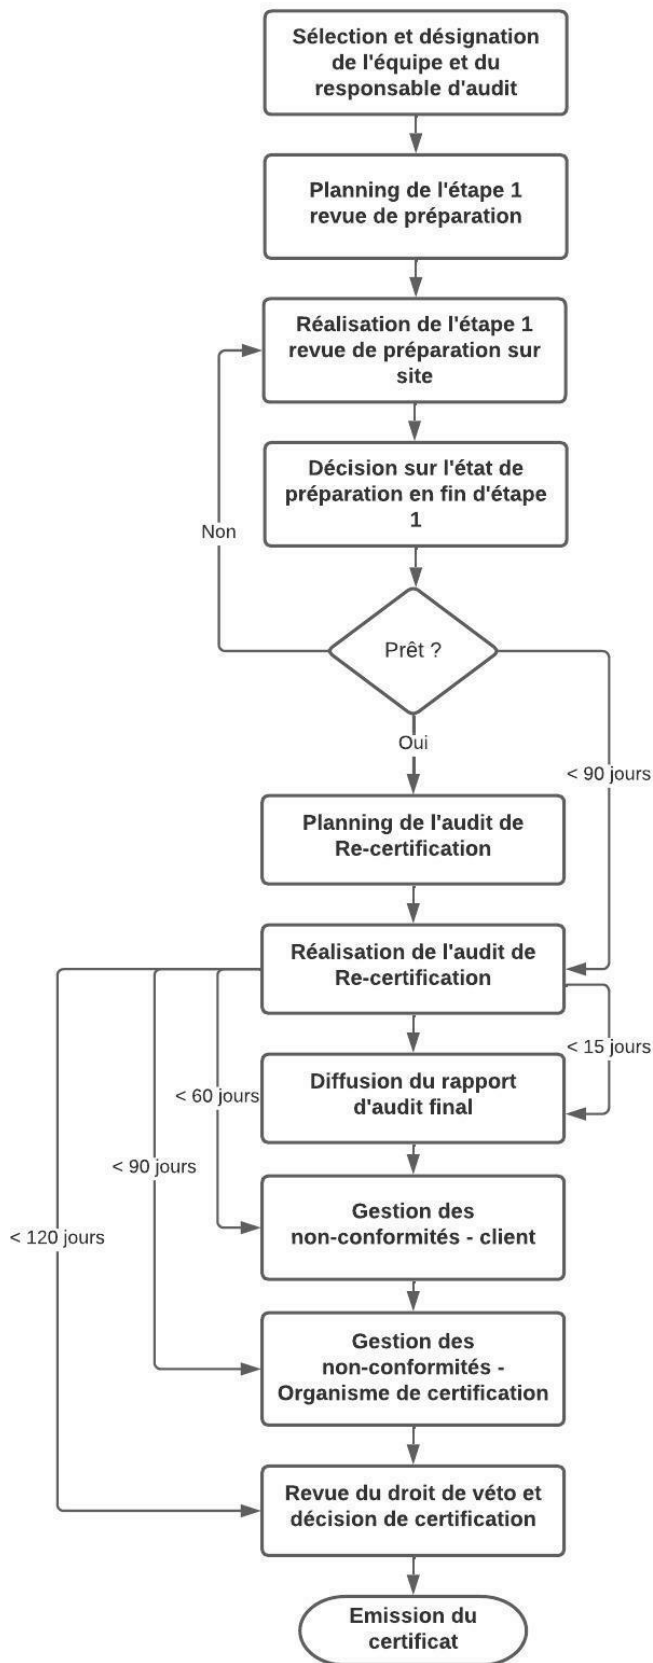 Sélection et désignation
de l'équipe et du
responsable d'audit
Planning de l'étape 1
revue de préparation
Réalisation de l'étape 1
revue de préparation sur
site
Décision sur l'état de
préparation en fin d'étape
1
Non
Prêt ?
Oui
< 90 jours
Planning de l'audit de
Re-certification
Réalisation de l'audit de
Re-certification
< 15 jours
Diffusion du rapport
d'audit final
< 60 jours
< 90 jours
Gestion des
non-conformités - client
< 120 jours
Gestion des
non-conformités -
Organisme de certification
Revue du droit de véto et
décision de certification
Emission du
certificat